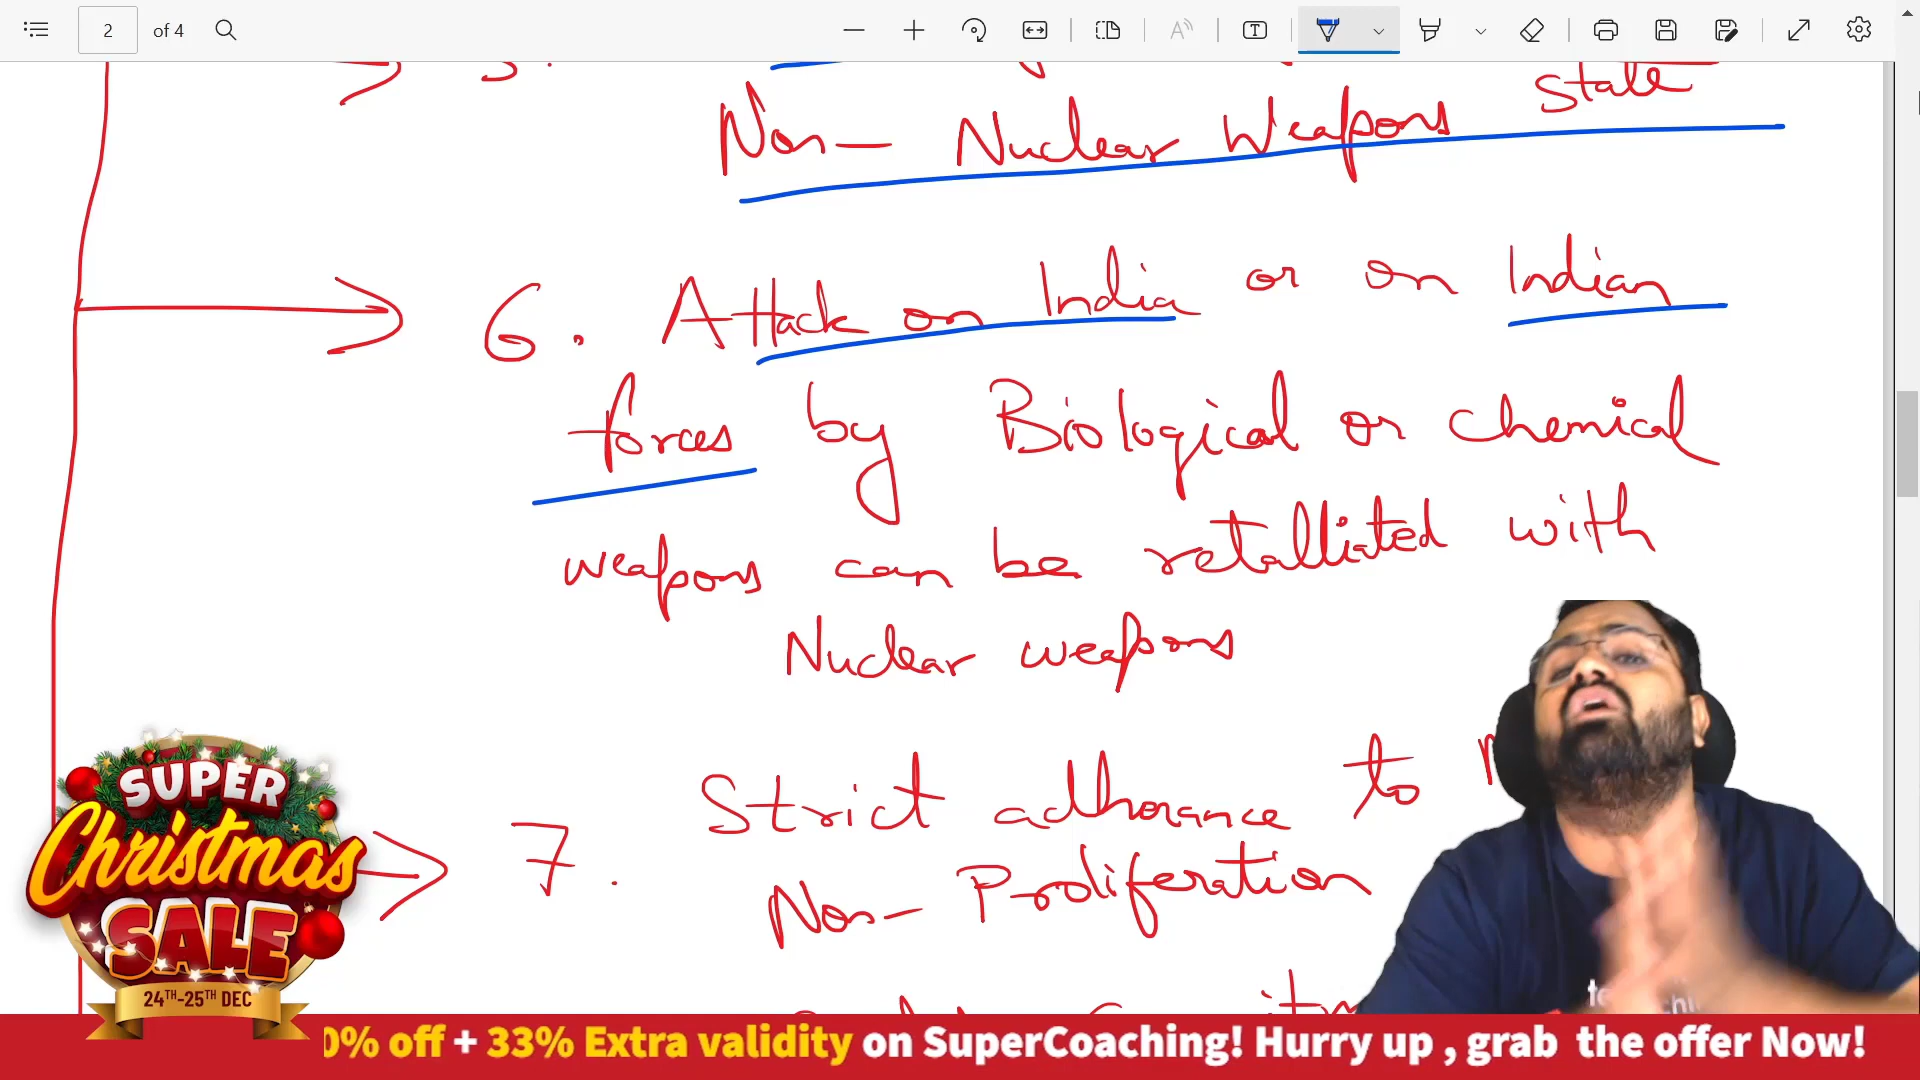 2 of 4
State
Non- Nuclear Weapons
6. Attack on India or on Indian
forces by Biological or chemical
weapons can be retalliated with
Nuclear weapons
7. Strict adherance to
Non- Proliferation
SUPER
Christmas
SALE
24TH-25TH DEC
0% off + 33% Extra validity on SuperCoaching! Hurry up , grab the offer Now!